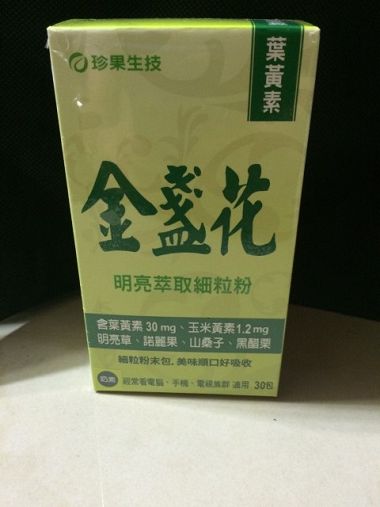 珍果生技
葉黃素
金盞花
明亮萃取細粒粉
含葉黃素 30 mg、玉米黃素 1.2 mg
明亮草、諾麗果、山桑子、黑醋栗
細粒粉末包. 美味順口好吸收
奶素
經常看電腦、手機、電視族群 適用 30包